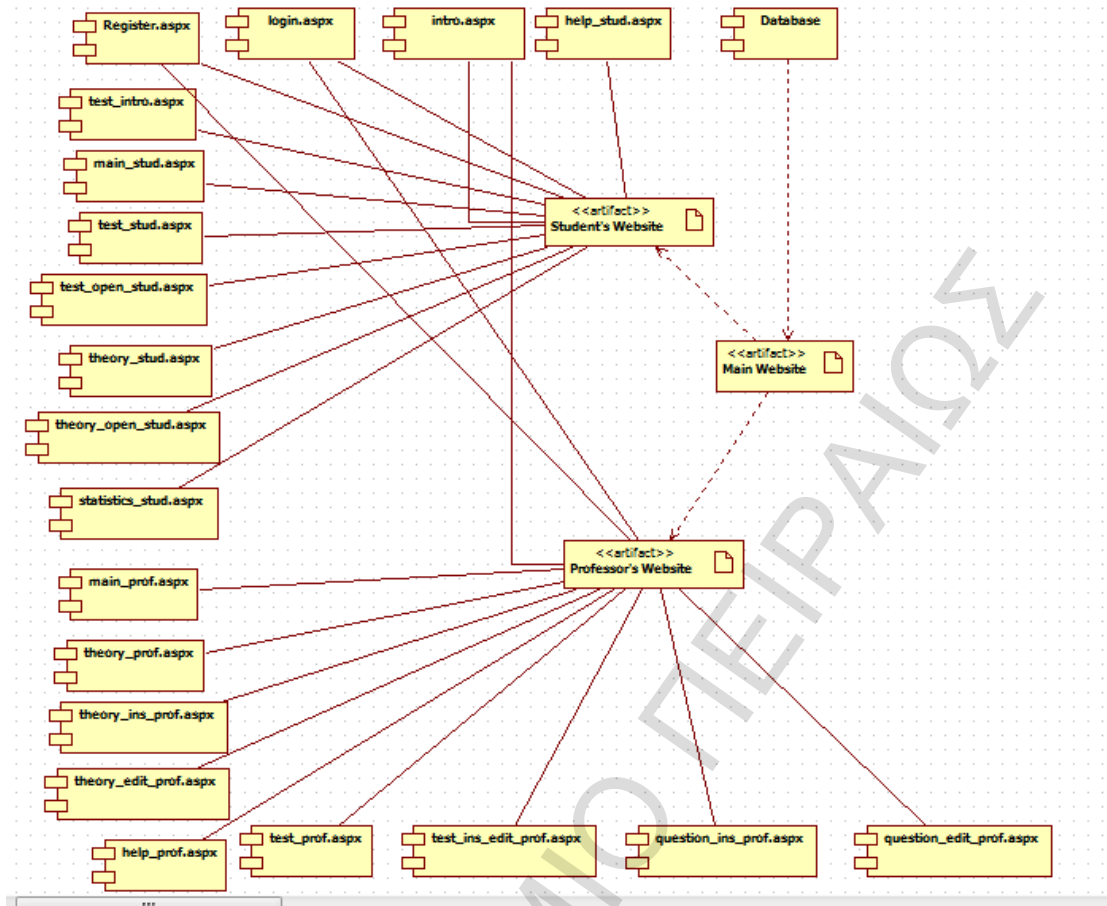 Register.aspx
login.aspx
intro.aspx
help_stud.aspx
Database
test_intro.aspx
main_stud.aspx
test_stud.aspx
<<artifact>>
Student's Website
test_open_stud.aspx
theory_stud.aspx
<<artifact>>
Main Website
theory_open_stud.aspx
statistics_stud.aspx
<<artifact>>
Professor's Website
main_prof.aspx
theory_prof.aspx
theory_ins_prof.aspx
theory_edit_prof.aspx
help_prof.aspx
test_prof.aspx
test_ins_edit_prof.aspx
question_ins_prof.aspx
question_edit_prof.aspx
ΜΙΟ ΠΕΙΡΑΙΩΣ